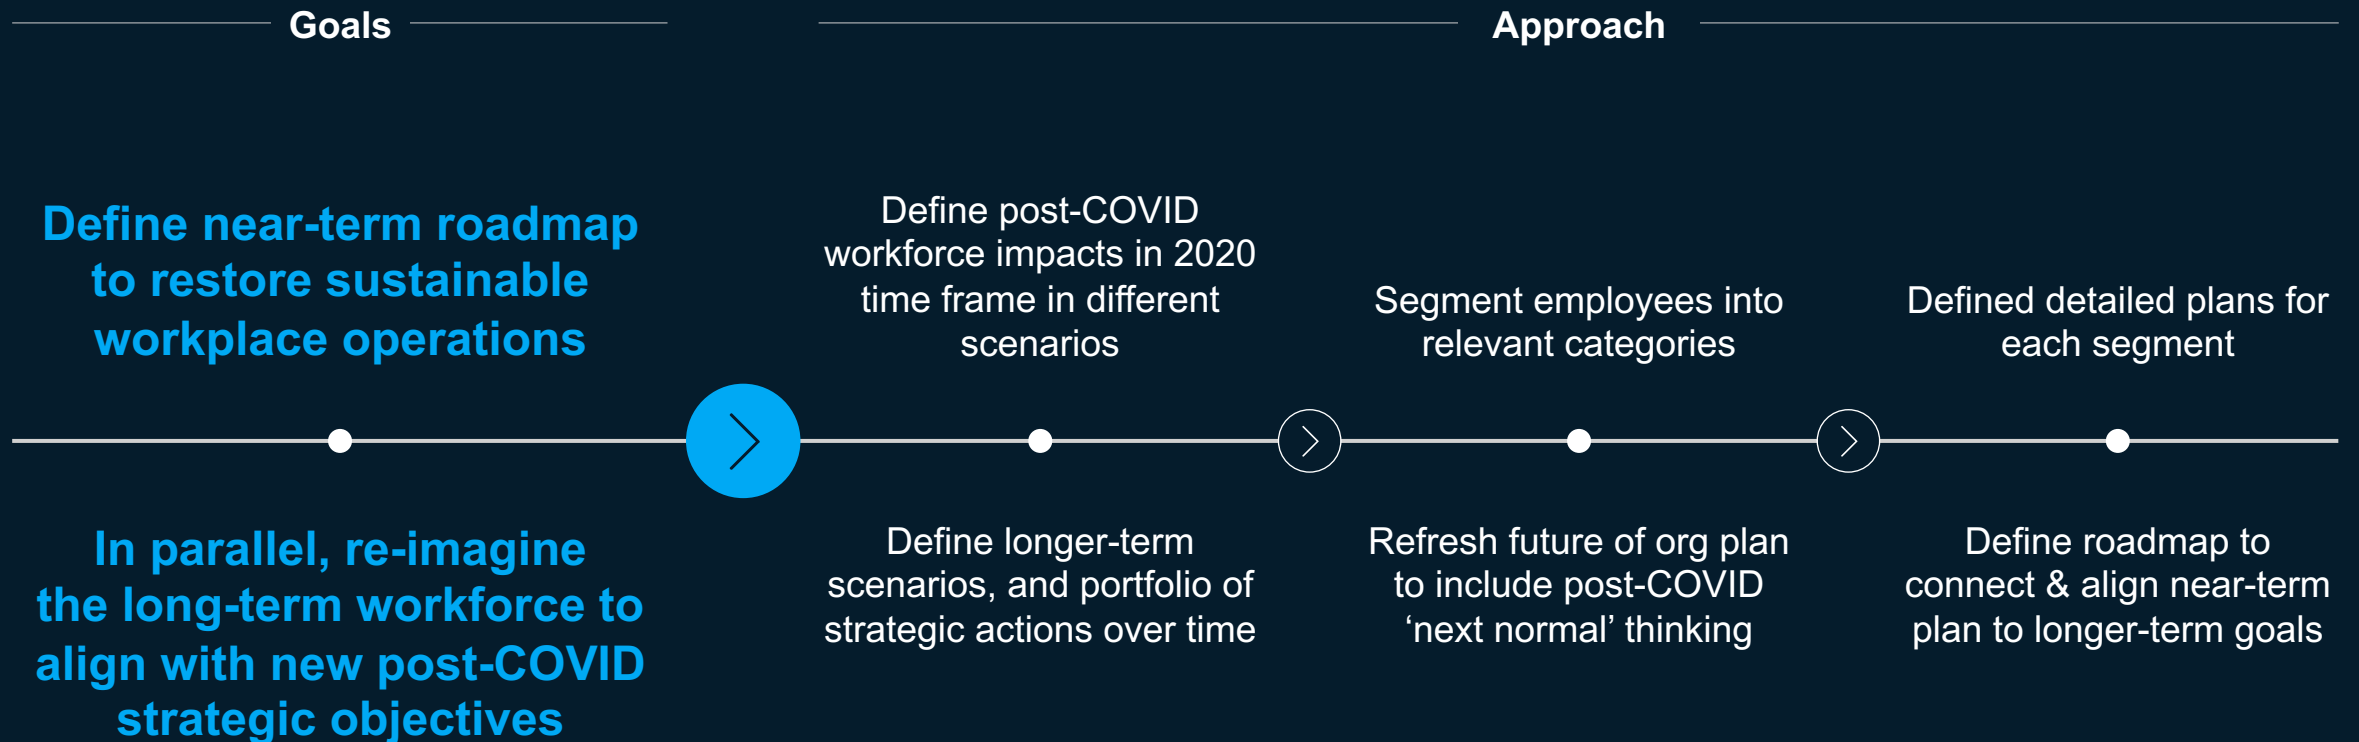 Goals
Approach
Define near-term roadmap
to restore sustainable
workplace operations
Define post-COVID
workforce impacts in 2020
time frame in different
scenarios
Segment employees into
relevant categories
Defined detailed plans for
each segment
In parallel, re-imagine
the long-term workforce to
align with new post-COVID
strategic objectives
Define longer-term
scenarios, and portfolio of
strategic actions over time
Refresh future of org plan
to include post-COVID
‘next normal’ thinking
Define roadmap to
connect & align near-term
plan to longer-term goals